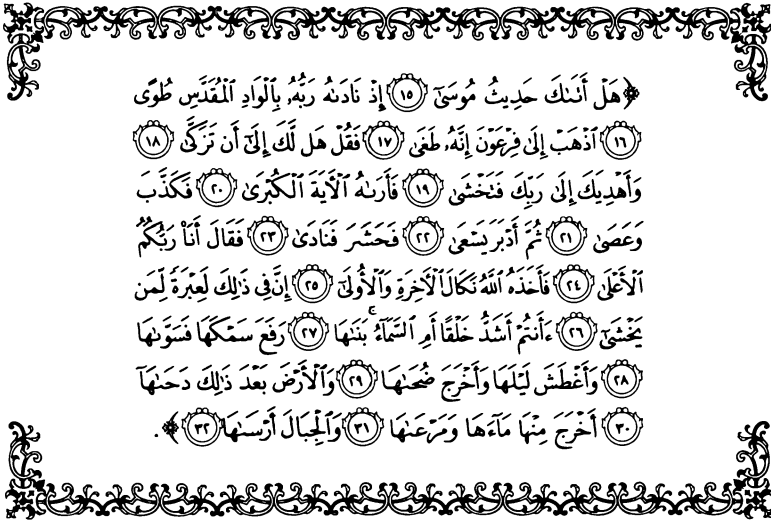 ﴿هَلْ أَتَىٰكَ حَدِيثُ مُوسَىٰٓ ١٥ إِذْ نَادَىٰهُ رَبُّهُۥ بِٱلْوَادِ ٱلْمُقَدَّسِ طُوًى
١٦ ٱذْهَبْ إِلَىٰ فِرْعَوْنَ إِنَّهُۥ طَغَىٰ ١٧ فَقُلْ هَل لَّكَ إِلَىٰٓ أَن تَزَكَّىٰ ١٨
وَأَهْدِيَكَ إِلَىٰ رَبِّكَ فَتَخْشَىٰ ١٩ فَأَرَىٰهُ ٱلْـَٔايَةَ ٱلْكُبْرَىٰ ٢٠ فَكَذَّبَ
وَعَصَىٰ ٢١ ثُمَّ أَدْبَرَ يَسْعَىٰ ٢٢ فَحَشَرَ فَنَادَىٰ ٢٣ فَقَالَ أَنَا۠ رَبُّكُمُ
ٱلْأَعْلَىٰ ٢٤ فَأَخَذَهُ ٱللَّهُ نَكَالَ ٱلْـَٔاخِرَةِ وَٱلْأُولَىٰٓ ٢٥ إِنَّ فِى ذَٰلِكَ لَعِبْرَةً لِّمَن
يَخْشَىٰٓ ٢٦ ءَأَنتُمْ أَشَدُّ خَلْقًا أَمِ ٱلسَّمَآءُ ۚ بَنَىٰهَا ٢٧ رَفَعَ سَمْكَهَا فَسَوَّىٰهَا
٢٨ وَأَغْطَشَ لَيْلَهَا وَأَخْرَجَ ضُحَىٰهَا ٢٩ وَٱلْأَرْضَ بَعْدَ ذَٰلِكَ دَحَىٰهَآ
٣٠ أَخْرَجَ مِنْهَا مَآءَهَا وَمَرْعَىٰهَا ٣١ وَٱلْجِبَالَ أَرْسَىٰهَا ٣٢﴾.